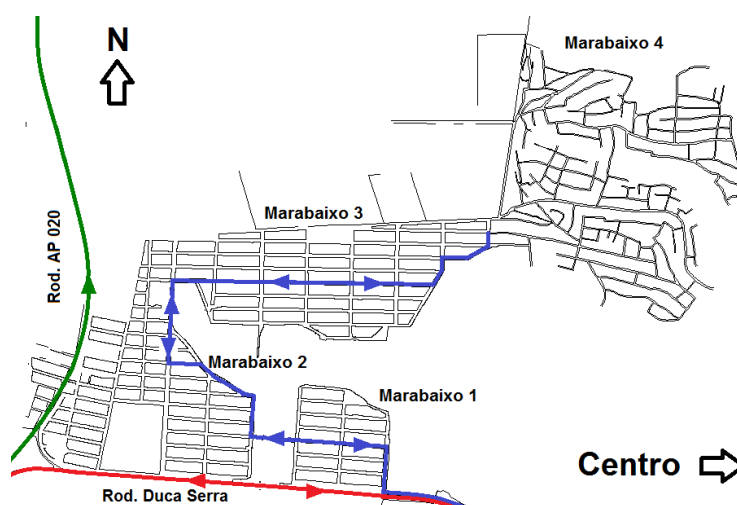 N
Marabaixo 4
Marabaixo 3
Rod. AP 020
Marabaixo 2
Marabaixo 1
Centro
Rod. Duca Serra